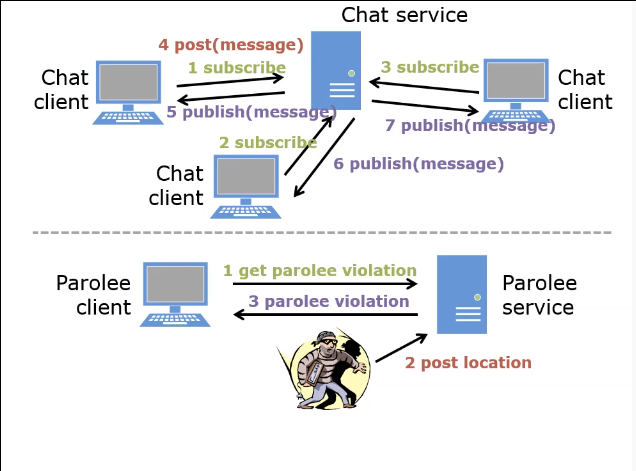 Chat service
4 post(message)
1 subscribe
3 subscribe
Chat
client
Chat
client
5 publish(message)
7 publish(message)
2 subscribe
6 publish(message)
Chat
client
1 get parolee violation
Parolee
client
Parolee
service
3 parolee violation
2 post location